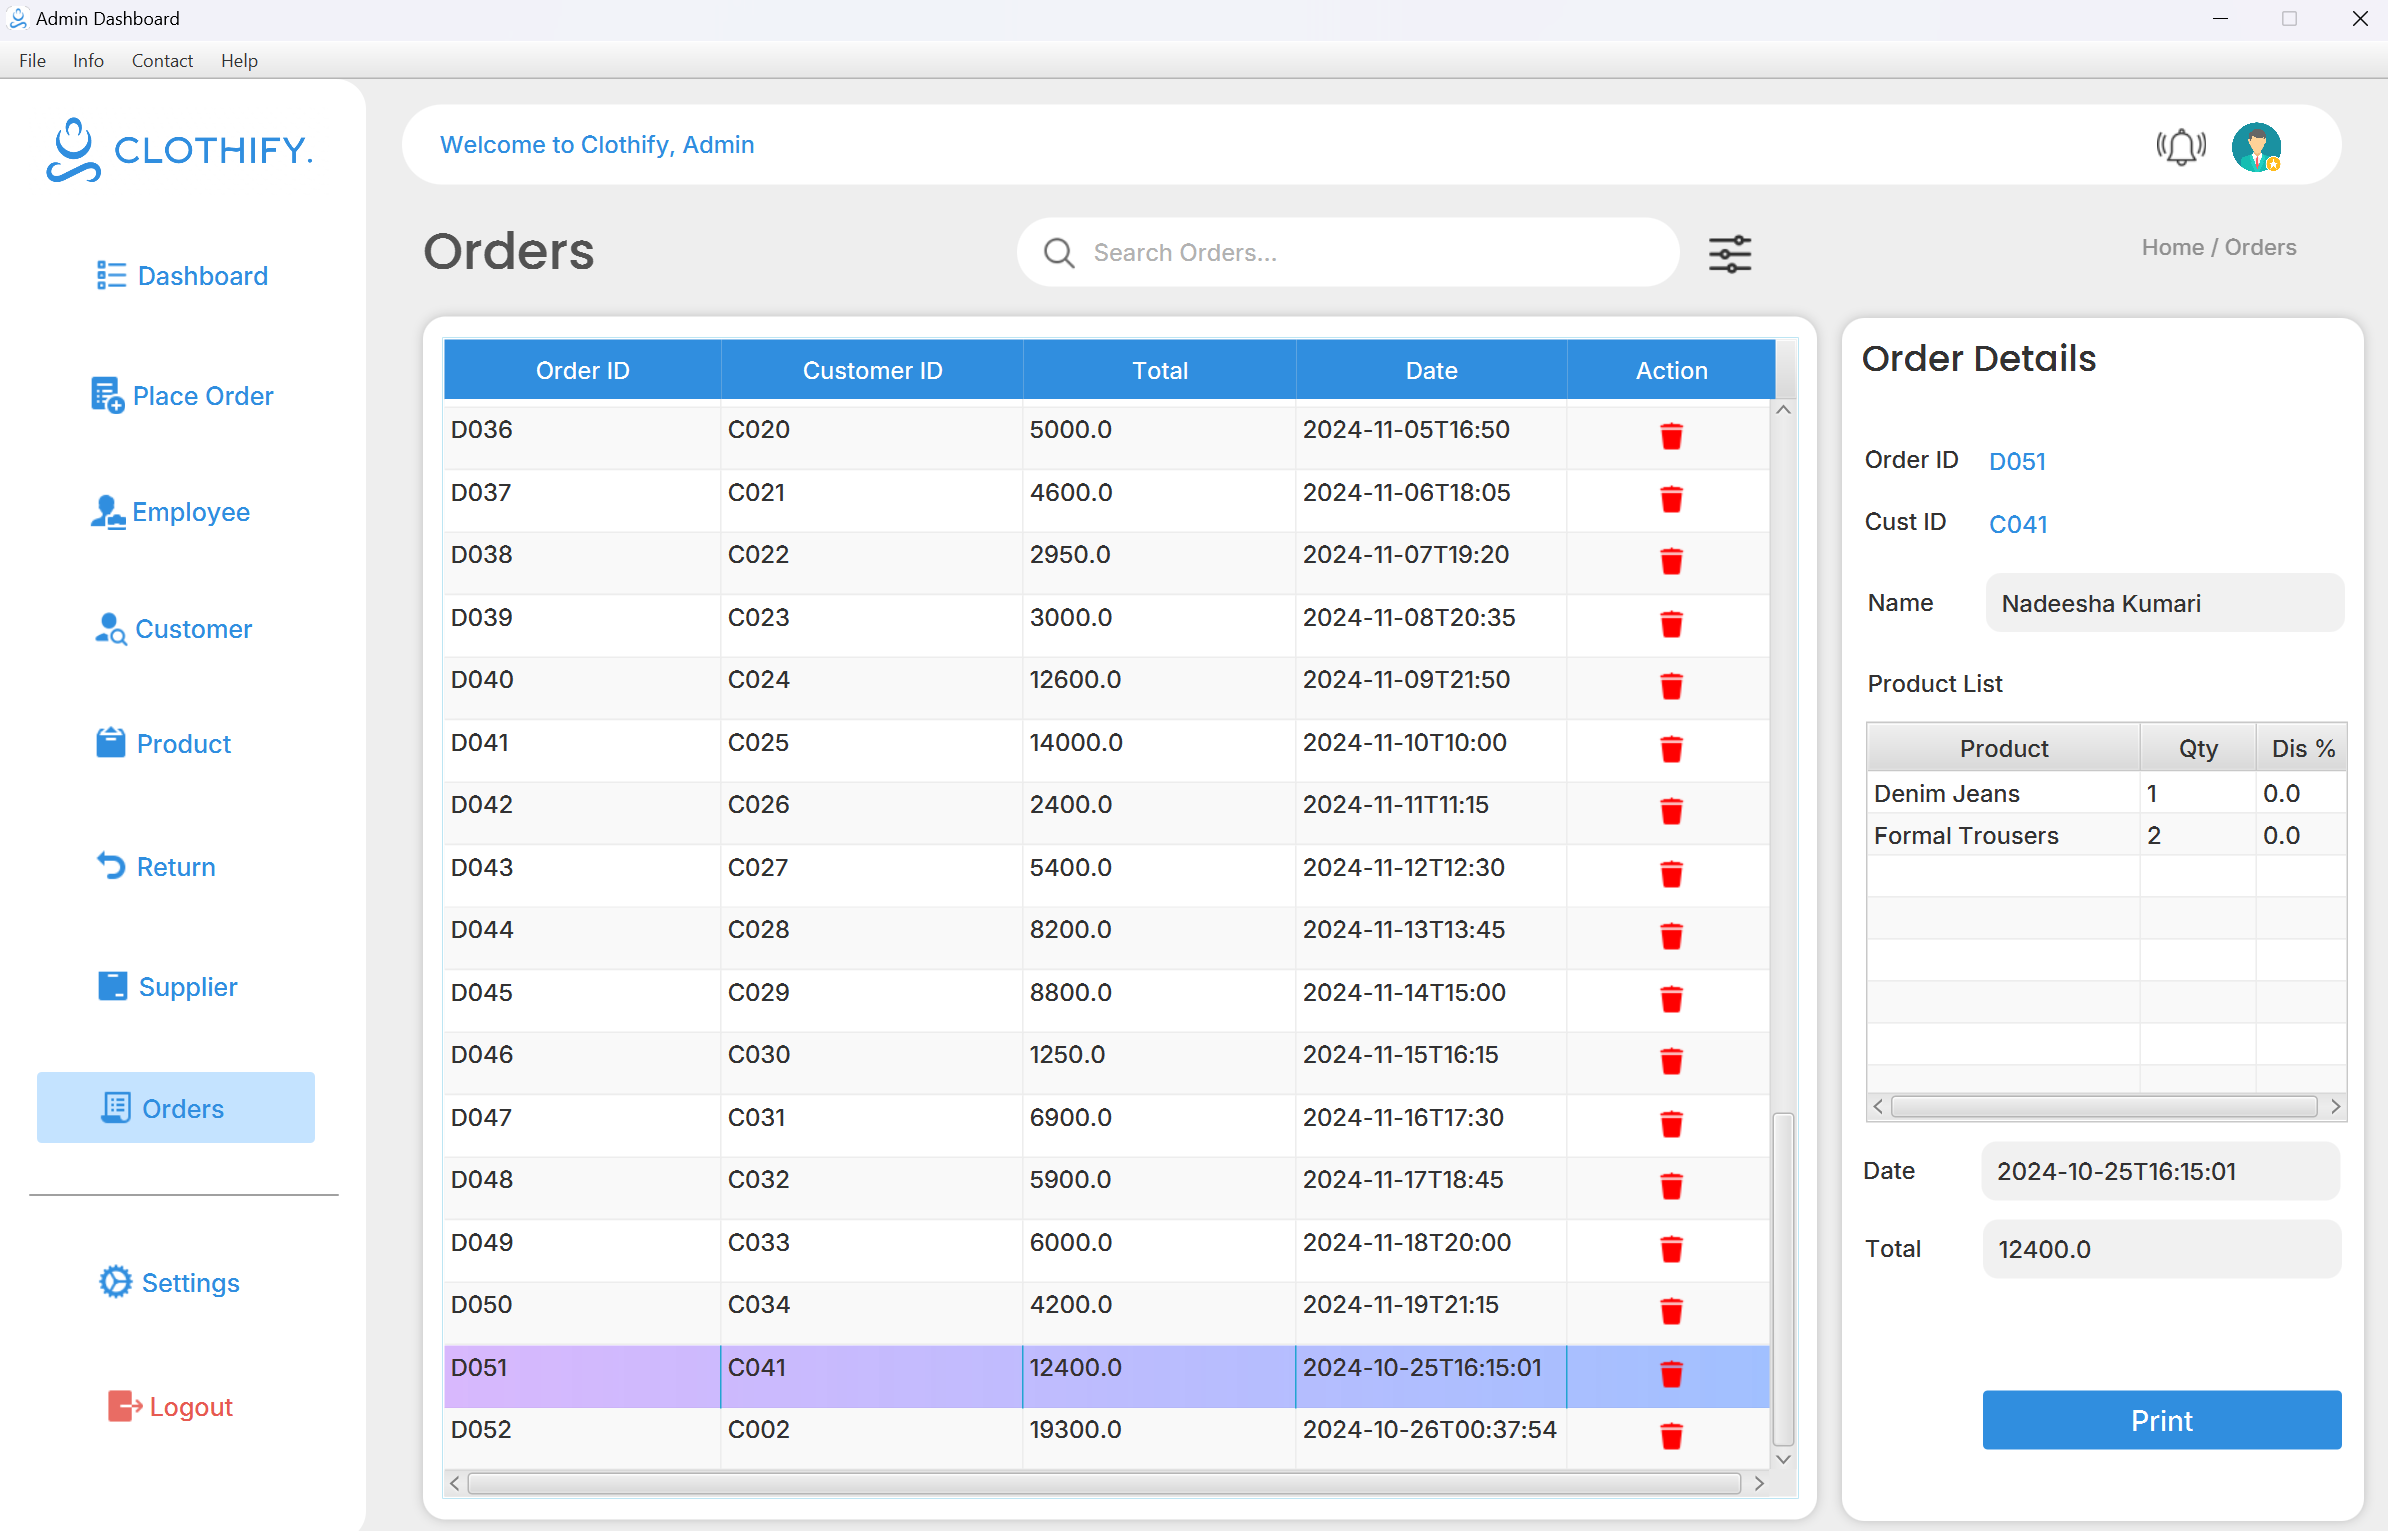 Admin Dashboard
File Info Contact Help
CLOTHIFY.
Welcome to Clothify, Admin
Orders
Search Orders...
Home / Orders
Dashboard
Place Order
Employee
Customer
Product
Return
Supplier
Orders
Settings
Logout
Order ID Customer ID Total Date Action
D036 C020 5000.0 2024-11-05T16:50
D037 C021 4600.0 2024-11-06T18:05
D038 C022 2950.0 2024-11-07T19:20
D039 C023 3000.0 2024-11-08T20:35
D040 C024 12600.0 2024-11-09T21:50
D041 C025 14000.0 2024-11-10T10:00
D042 C026 2400.0 2024-11-11T11:15
D043 C027 5400.0 2024-11-12T12:30
D044 C028 8200.0 2024-11-13T13:45
D045 C029 8800.0 2024-11-14T15:00
D046 C030 1250.0 2024-11-15T16:15
D047 C031 6900.0 2024-11-16T17:30
D048 C032 5900.0 2024-11-17T18:45
D049 C033 6000.0 2024-11-18T20:00
D050 C034 4200.0 2024-11-19T21:15
D051 C041 12400.0 2024-10-25T16:15:01
D052 C002 19300.0 2024-10-26T00:37:54
Order Details
Order ID D051
Cust ID C041
Name Nadeesha Kumari
Product List
Product Qty Dis %
Denim Jeans 1 0.0
Formal Trousers 2 0.0
Date 2024-10-25T16:15:01
Total 12400.0
Print